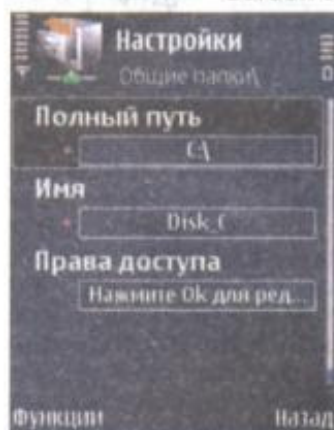 Настройки
Общие папки\
Полный путь
C:\
Имя
Disk_C
Права доступа
Нажмите Ok для ред...
Функции
Назад